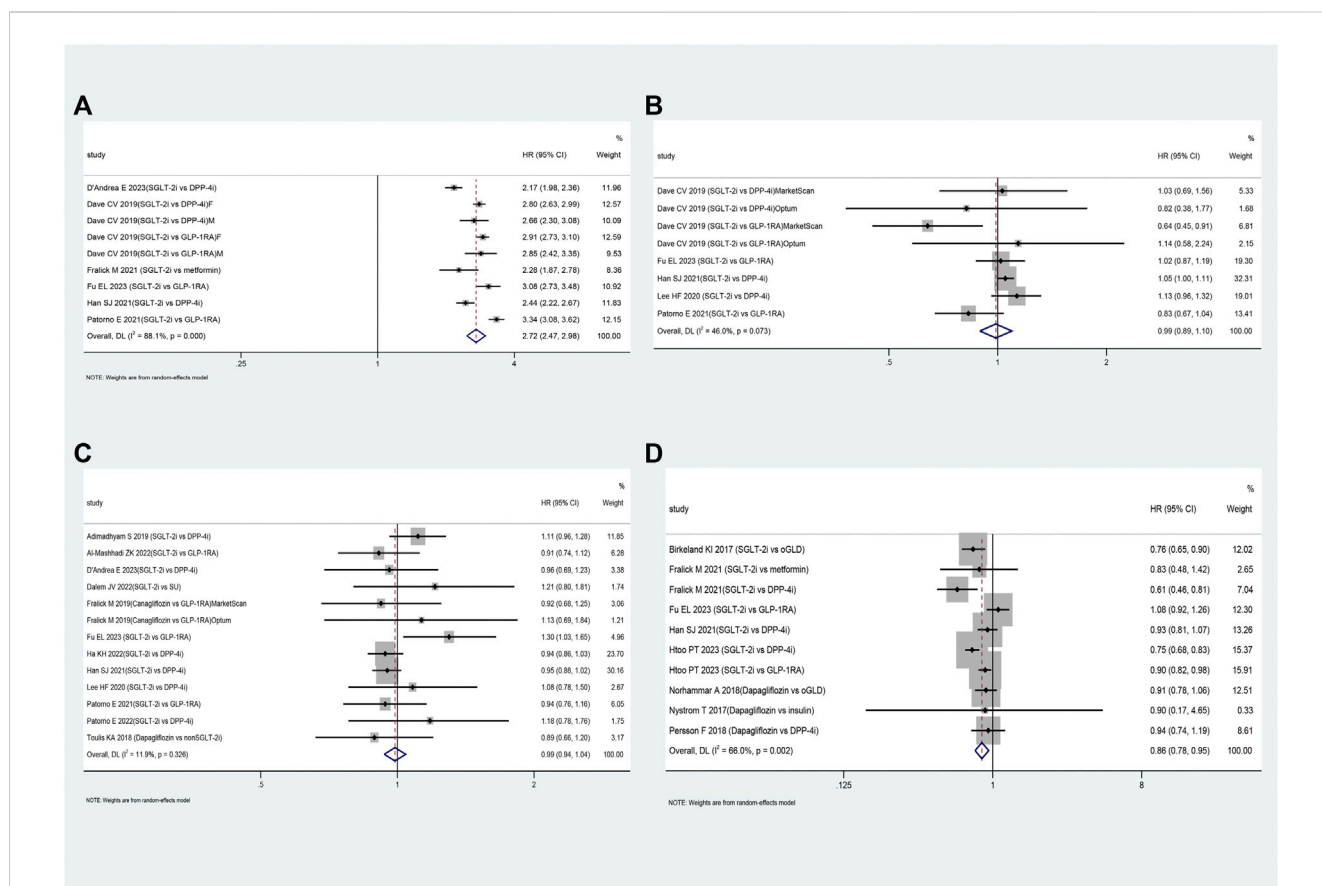 A
%
study HR (95% CI) Weight
D'Andrea E 2023(SGLT-2i vs DPP-4i) 2.17 (1.98, 2.36) 11.96
Dave CV 2019(SGLT-2i vs DPP-4i)F 2.80 (2.63, 2.99) 12.57
Dave CV 2019(SGLT-2i vs DPP-4i)M 2.66 (2.30, 3.08) 10.09
Dave CV 2019(SGLT-2i vs GLP-1RA)F 2.91 (2.73, 3.10) 12.59
Dave CV 2019(SGLT-2i vs GLP-1RA)M 2.85 (2.42, 3.35) 9.53
Fralick M 2021 (SGLT-2i vs metformin) 2.28 (1.87, 2.78) 8.36
Fu EL 2023 (SGLT-2i vs GLP-1RA) 3.08 (2.73, 3.48) 10.92
Han SJ 2021(SGLT-2i vs DPP-4i) 2.44 (2.22, 2.67) 11.83
Patorno E 2021(SGLT-2i vs GLP-1RA) 3.34 (3.08, 3.62) 12.15
Overall, DL (I² = 88.1%, p = 0.000) 2.72 (2.47, 2.98) 100.00
.25 1 4
NOTE: Weights are from random-effects model
B
%
study HR (95% CI) Weight
Dave CV 2019 (SGLT-2i vs DPP-4i)MarketScan 1.03 (0.69, 1.56) 5.33
Dave CV 2019 (SGLT-2i vs DPP-4i)Optum 0.82 (0.38, 1.77) 1.68
Dave CV 2019 (SGLT-2i vs GLP-1RA)MarketScan 0.64 (0.45, 0.91) 6.81
Dave CV 2019 (SGLT-2i vs GLP-1RA)Optum 1.14 (0.58, 2.24) 2.15
Fu EL 2023 (SGLT-2i vs GLP-1RA) 1.02 (0.87, 1.19) 19.30
Han SJ 2021(SGLT-2i vs DPP-4i) 1.05 (1.00, 1.11) 32.31
Lee HF 2020 (SGLT-2i vs DPP-4i) 1.13 (0.96, 1.32) 19.01
Patorno E 2021(SGLT-2i vs GLP-1RA) 0.83 (0.67, 1.04) 13.41
Overall, DL (I² = 46.0%, p = 0.073) 0.99 (0.89, 1.10) 100.00
.5 1 2
NOTE: Weights are from random-effects model
C
%
study HR (95% CI) Weight
Adimadhyam S 2019 (SGLT-2i vs DPP-4i) 1.11 (0.96, 1.28) 11.85
Al-Mashhadi ZK 2022(SGLT-2i vs GLP-1RA) 0.91 (0.74, 1.12) 6.28
D'Andrea E 2023(SGLT-2i vs DPP-4i) 0.96 (0.69, 1.23) 3.38
Dalem JV 2022(SGLT-2i vs SU) 1.21 (0.80, 1.81) 1.74
Fralick M 2019(Canagliflozin vs GLP-1RA)MarketScan 0.92 (0.68, 1.25) 3.06
Fralick M 2019(Canagliflozin vs GLP-1RA)Optum 1.13 (0.69, 1.84) 1.21
Fu EL 2023 (SGLT-2i vs GLP-1RA) 1.30 (1.03, 1.65) 4.96
Ha KH 2022(SGLT-2i vs DPP-4i) 0.94 (0.86, 1.03) 23.70
Han SJ 2021(SGLT-2i vs DPP-4i) 0.95 (0.88, 1.02) 30.16
Lee HF 2020 (SGLT-2i vs DPP-4i) 1.08 (0.78, 1.50) 2.67
Patorno E 2021(SGLT-2i vs GLP-1RA) 0.94 (0.76, 1.16) 6.05
Patorno E 2022(SGLT-2i vs DPP-4i) 1.18 (0.78, 1.76) 1.75
Toulis KA 2018 (Dapagliflozin vs nonSGLT-2i) 0.89 (0.66, 1.20) 3.17
Overall, DL (I² = 11.9%, p = 0.326) 0.99 (0.94, 1.04) 100.00
.5 1 2
NOTE: Weights are from random-effects model
D
%
study HR (95% CI) Weight
Birkeland KI 2017 (SGLT-2i vs oGLD) 0.76 (0.65, 0.90) 12.02
Fralick M 2021 (SGLT-2i vs metformin) 0.83 (0.48, 1.42) 2.65
Fralick M 2021(SGLT-2i vs DPP-4i) 0.61 (0.46, 0.81) 7.04
Fu EL 2023 (SGLT-2i vs GLP-1RA) 1.08 (0.92, 1.26) 12.30
Han SJ 2021(SGLT-2i vs DPP-4i) 0.93 (0.81, 1.07) 13.26
Htoo PT 2023 (SGLT-2i vs DPP-4i) 0.75 (0.68, 0.83) 15.37
Htoo PT 2023 (SGLT-2i vs GLP-1RA) 0.90 (0.82, 0.98) 15.91
Norhammar A 2018(Dapagliflozin vs oGLD) 0.91 (0.78, 1.06) 12.51
Nystrom T 2017(Dapagliflozin vs insulin) 0.90 (0.17, 4.65) 0.33
Persson F 2018 (Dapagliflozin vs DPP-4i) 0.94 (0.74, 1.19) 8.61
Overall, DL (I² = 66.0%, p = 0.002) 0.86 (0.78, 0.95) 100.00
.125 1 8
NOTE: Weights are from random-effects model